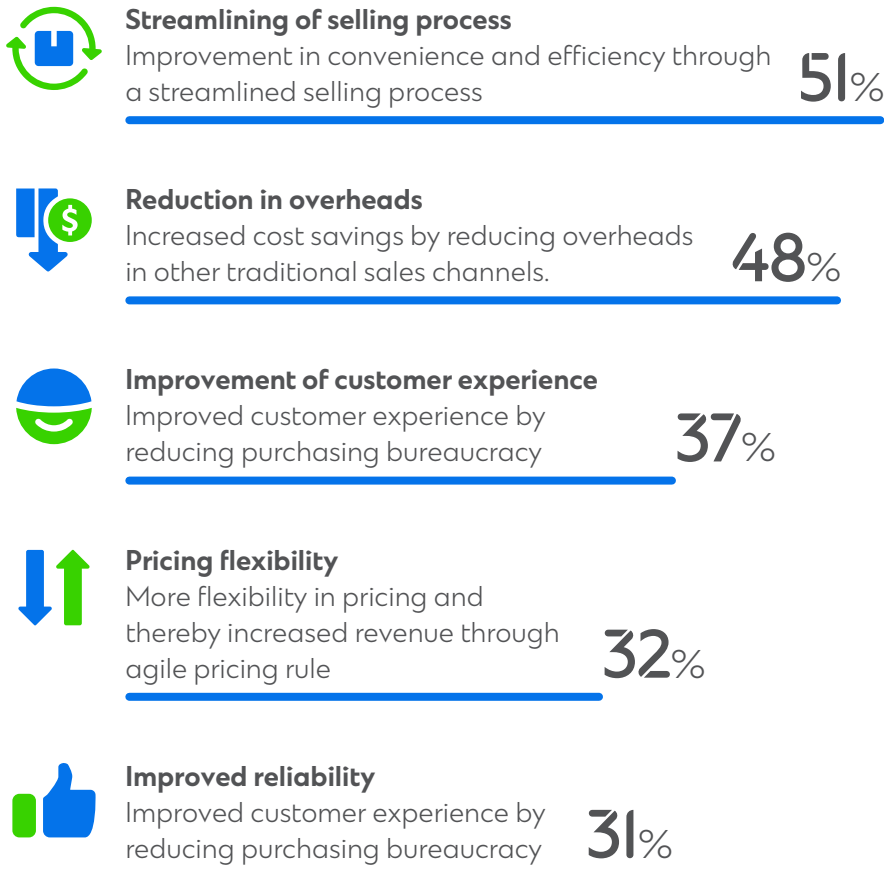 Streamlining of selling process
Improvement in convenience and efficiency through
a streamlined selling process
51%
Reduction in overheads
Increased cost savings by reducing overheads
in other traditional sales channels.
48%
$
Improvement of customer experience
Improved customer experience by
reducing purchasing bureaucracy
37%
Pricing flexibility
More flexibility in pricing and
thereby increased revenue through
agile pricing rule
32%
Improved reliability
Improved customer experience by
reducing purchasing bureaucracy
31%